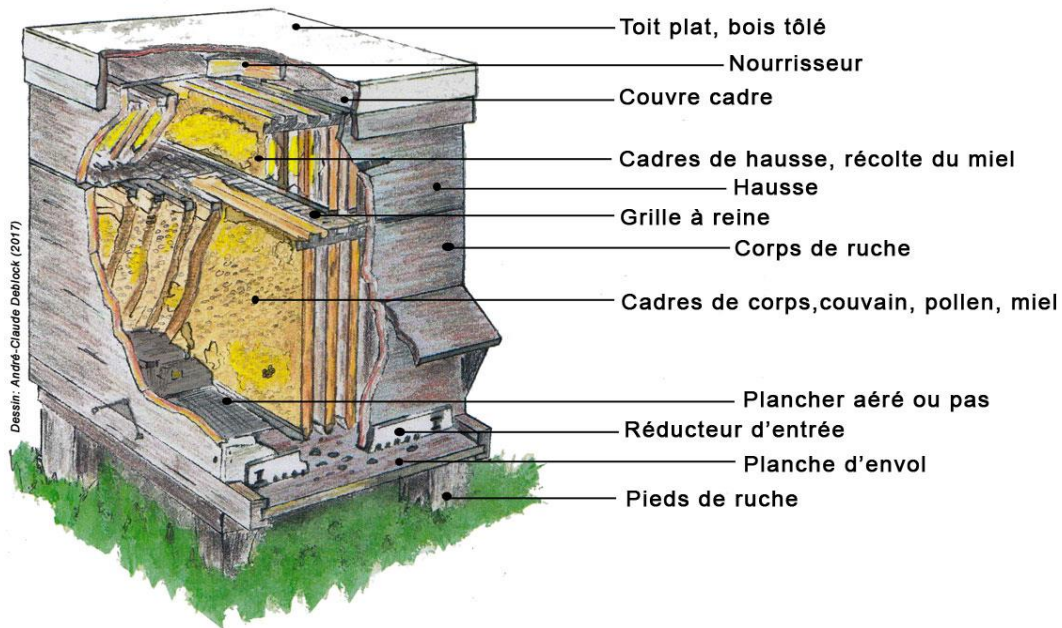 Toit plat, bois tôlé
Nourrisseur
Couvre cadre
Cadres de hausse, récolte du miel
Hausse
Grille à reine
Corps de ruche
Cadres de corps,couvain, pollen, miel
Plancher aéré ou pas
Réducteur d’entrée
Planche d’envol
Pieds de ruche
Dessin: André-Claude Deblock (2017)